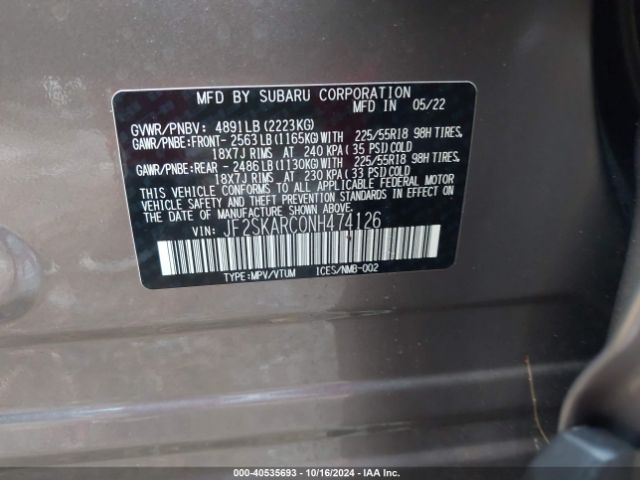 MFD BY SUBARU CORPORATION
MFD IN 05/22
GVWR/PNBV: 4891LB(2223KG)
GAWR/PNBE:FRONT- 2563LB(1165KG)WITH 225/55R18 98H TIRES,
18X7J RIMS AT 240 KPA(35 PSI)COLD
GAWR/PNBE:REAR -2486LB(1130KG)WITH 225/55R18 98H TIRES,
18X7J RIMS AT 230 KPA(33 PSI)COLD
THIS VEHICLE CONFORMS TO ALL APPLICABLE FEDERAL MOTOR
VEHICLE SAFETY AND THEFT PREVENTION STANDARDS IN
EFFECT ON THE DATE OF MANUFACTURE SHOWN ABOVE.
VIN: JF2SKARC0NH474126
TYPE:MPV/VTUM ICES/NMB-002
000-40535693 - 10/16/2024 - IAA Inc.